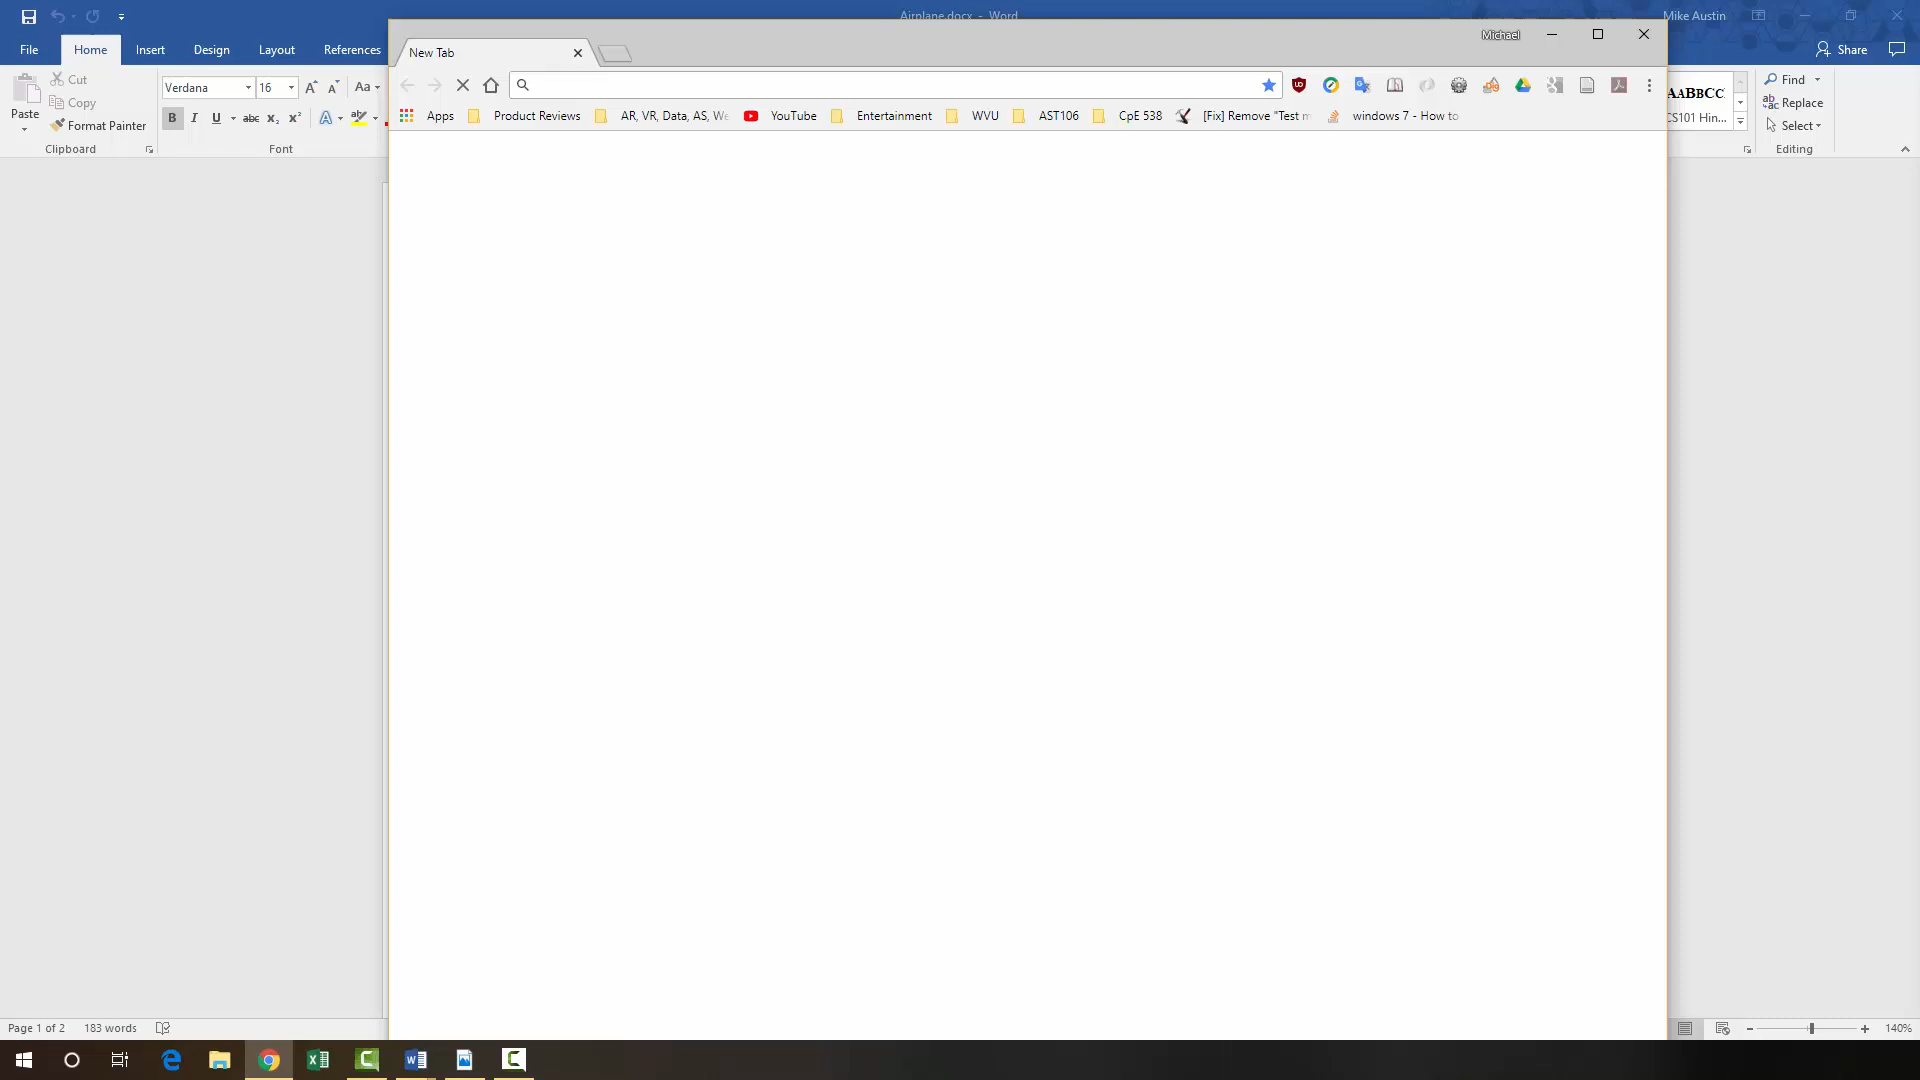 Airplane.docx - Word
Mike Austin
File
Home
Insert
Design
Layout
References
Share
New Tab
Michael
Paste
Cut
Copy
Format Painter
Clipboard
Verdana
16
Aa
B I U abc x₂ x²
A
Font
Apps
Product Reviews
AR, VR, Data, AS, We
YouTube
Entertainment
WVU
AST106
CpE 538
[Fix] Remove "Test m
windows 7 - How to
AABBCC
CS101 Hin...
Find
Replace
Select
Editing
Page 1 of 2
183 words
140%